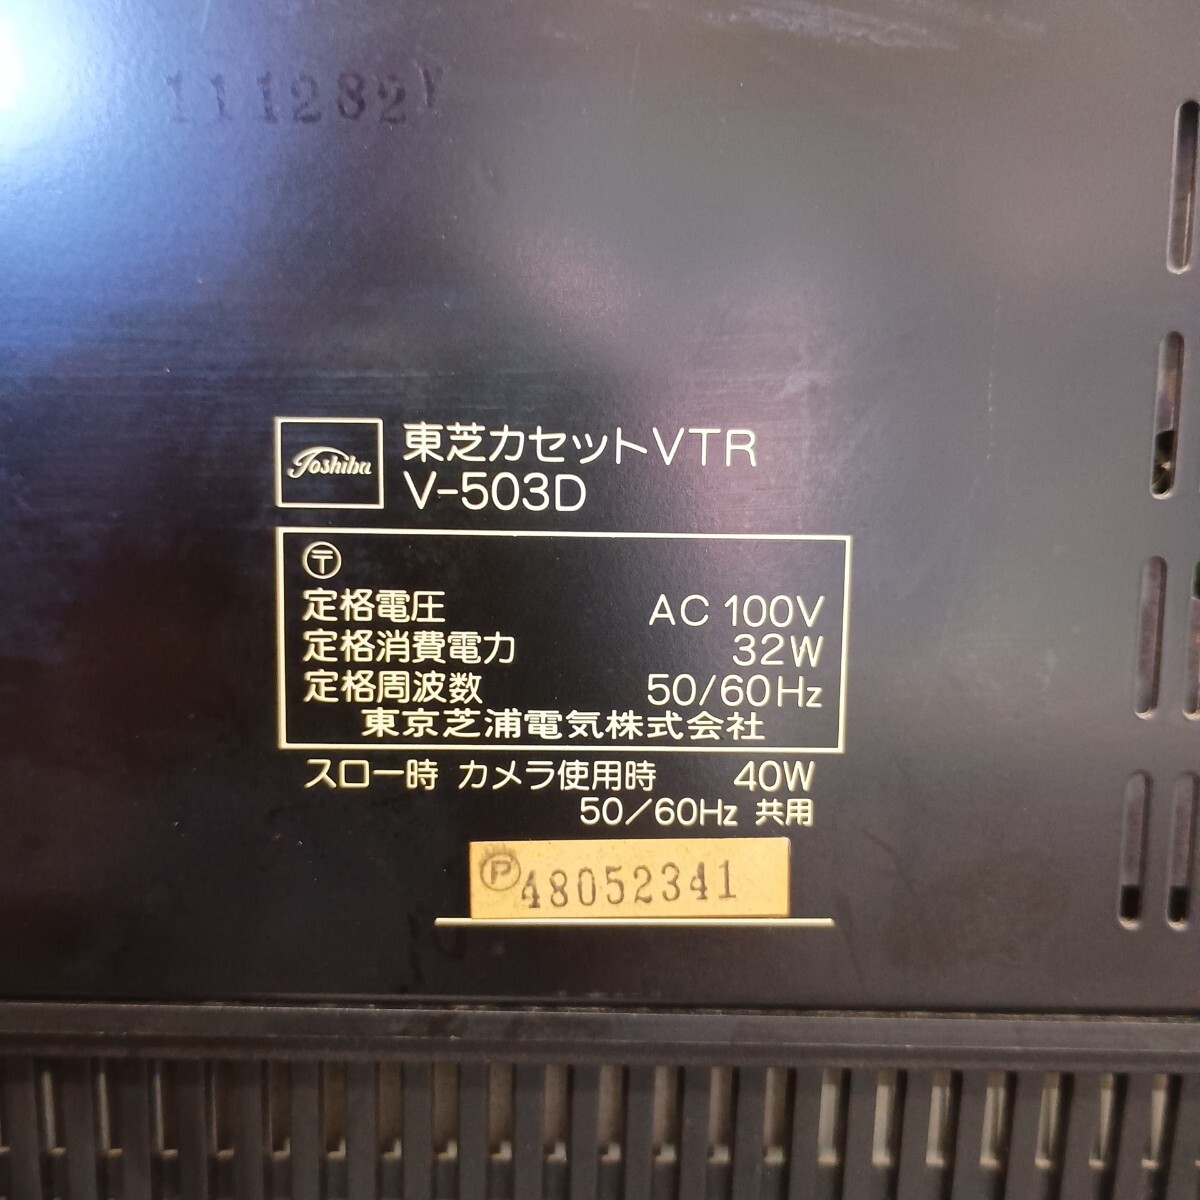 111282Y
Toshiba
東芝カセットVTR
V-503D
〒
定格電圧 AC 100V
定格消費電力 32W
定格周波数 50/60Hz
東京芝浦電気株式会社
スロー時 カメラ使用時 40W
50/60Hz 共用
Ⓟ 48052341